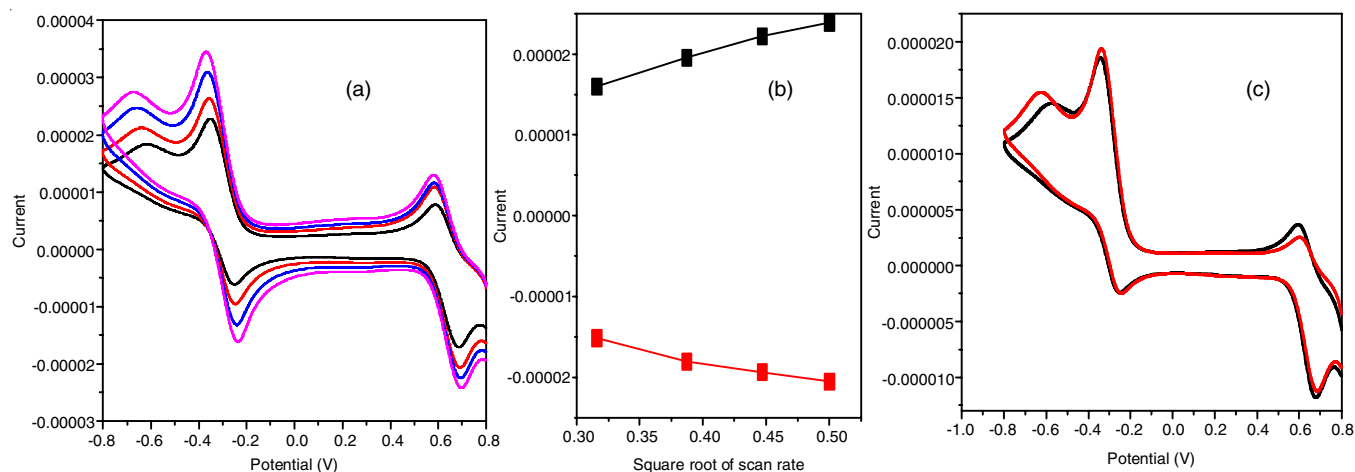 (a)
0.00004
0.00003
0.00002
0.00001
0.00000
-0.00001
-0.00002
-0.00003
Current
-0.8 -0.6 -0.4 -0.2 0.0 0.2 0.4 0.6 0.8
Potential (V)
(b)
0.00002
0.00001
0.00000
-0.00001
-0.00002
Current
0.30 0.35 0.40 0.45 0.50
Square root of scan rate
(c)
0.000020
0.000015
0.000010
0.000005
0.000000
-0.000005
-0.000010
Current
-1.0 -0.8 -0.6 -0.4 -0.2 0.0 0.2 0.4 0.6 0.8
Potential (V)